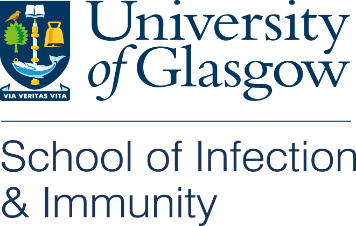 University
of Glasgow
VIA VERITAS VITA
School of Infection
& Immunity